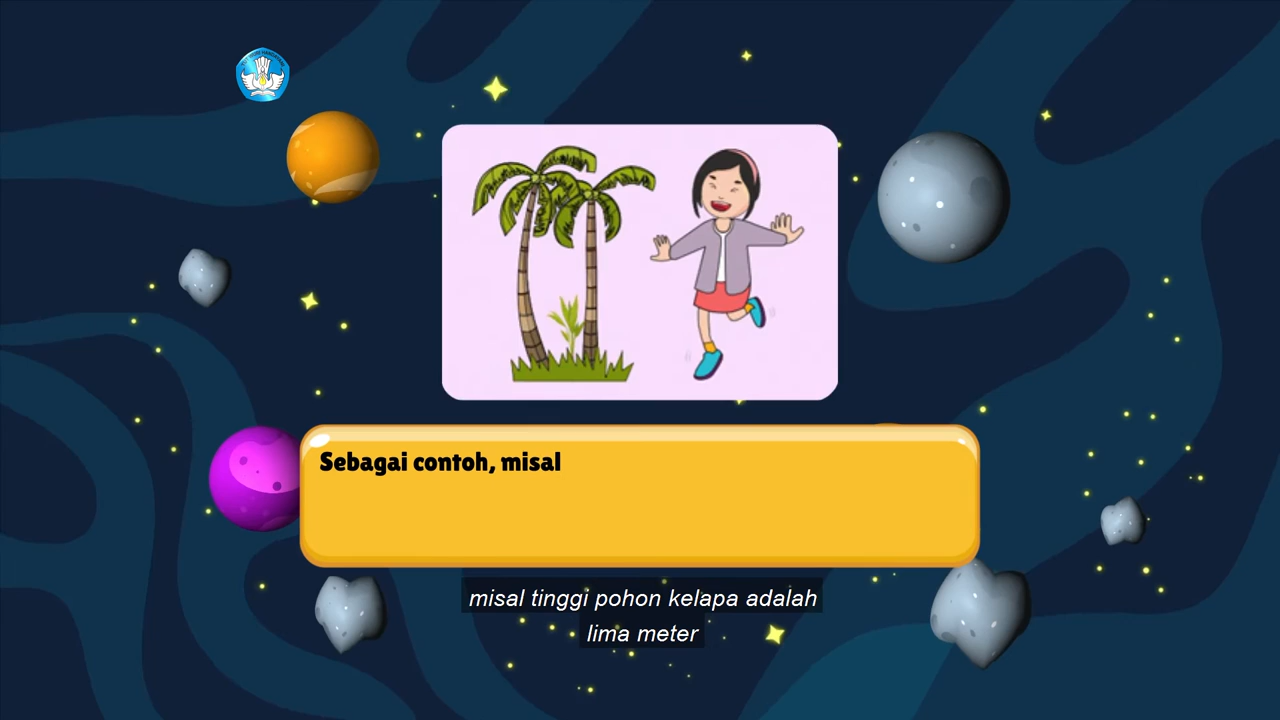 Sebagai contoh, misal
misal tinggi pohon kelapa adalah
lima meter